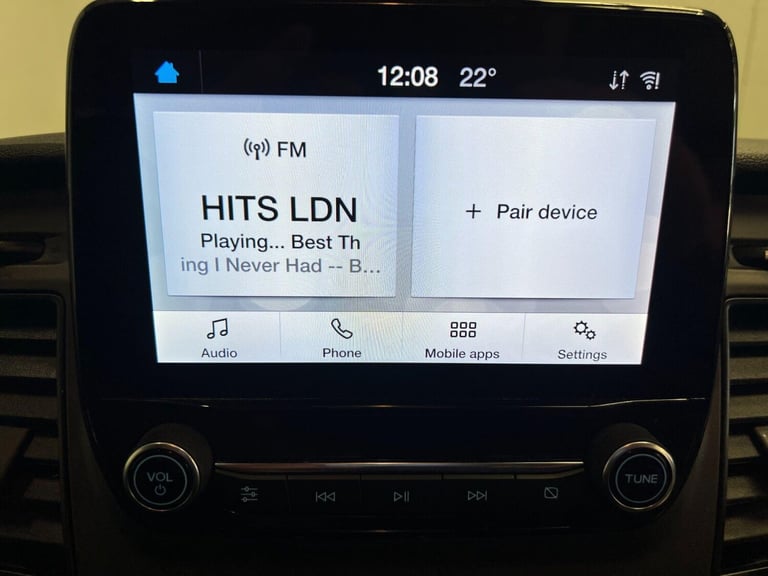 12:08 22°
FM
HITS LDN
Playing... Best Th
ing I Never Had -- B...
+ Pair device
Audio Phone Mobile apps Settings
VOL TUNE